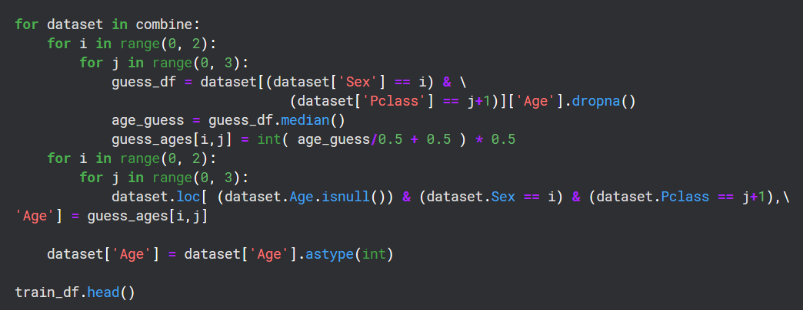 for dataset in combine:
    for i in range(0, 2):
        for j in range(0, 3):
            guess_df = dataset[(dataset['Sex'] == i) & \
                                  (dataset['Pclass'] == j+1)]['Age'].dropna()
            age_guess = guess_df.median()
            guess_ages[i,j] = int( age_guess/0.5 + 0.5 ) * 0.5
    for i in range(0, 2):
        for j in range(0, 3):
            dataset.loc[ (dataset.Age.isnull()) & (dataset.Sex == i) & (dataset.Pclass == j+1),\
'Age'] = guess_ages[i,j]
    dataset['Age'] = dataset['Age'].astype(int)
train_df.head()